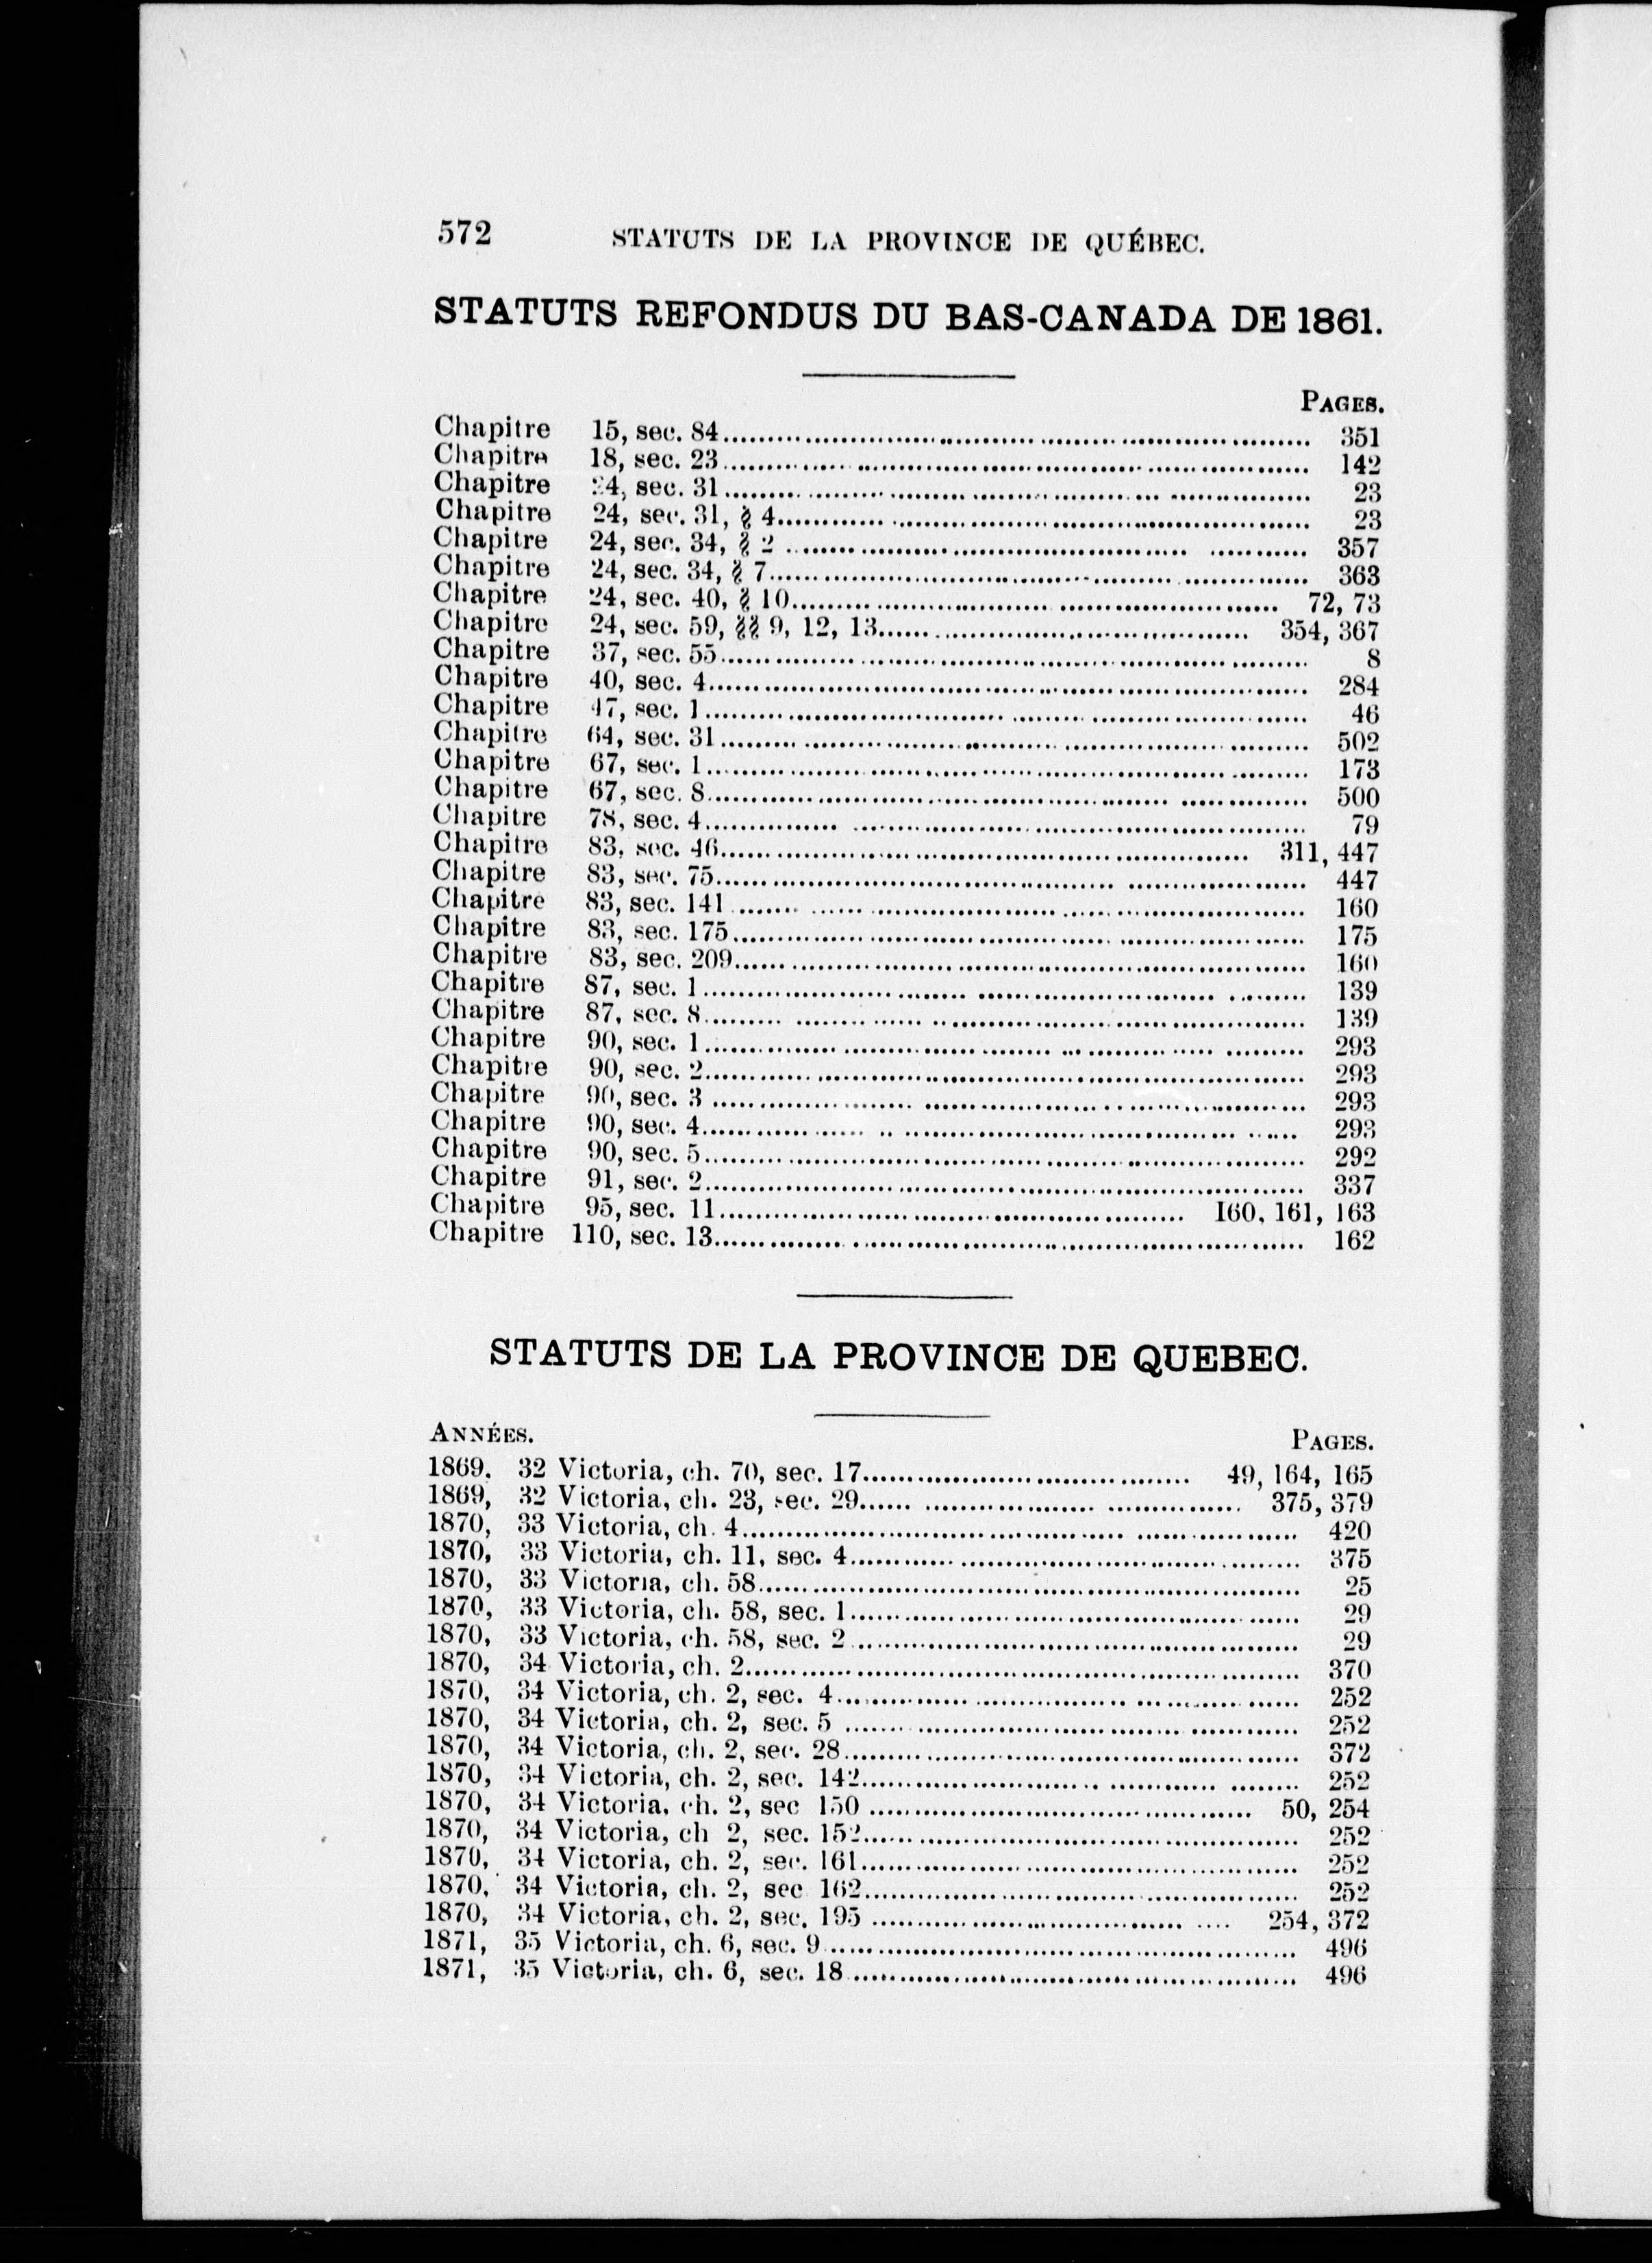 572 STATUTS DE LA PROVINCE DE QUÉBEC.
STATUTS REFONDUS DU BAS-CANADA DE 1861.
PAGES.
Chapitre 15, sec. 84 351
Chapitre 18, sec. 23 142
Chapitre 24, sec. 31 23
Chapitre 24, sec. 31, § 4 23
Chapitre 24, sec. 34, § 2 357
Chapitre 24, sec. 34, § 7 363
Chapitre 24, sec. 40, § 10 72, 73
Chapitre 24, sec. 59, §§ 9, 12, 13 354, 367
Chapitre 37, sec. 55 8
Chapitre 40, sec. 4 284
Chapitre 47, sec. 1 46
Chapitre 64, sec. 31 502
Chapitre 67, sec. 1 173
Chapitre 67, sec. 8 500
Chapitre 78, sec. 4 79
Chapitre 83, sec. 46 311, 447
Chapitre 83, sec. 75 447
Chapitre 83, sec. 141 160
Chapitre 83, sec. 175 175
Chapitre 83, sec. 209 160
Chapitre 87, sec. 1 139
Chapitre 87, sec. 8 139
Chapitre 90, sec. 1 293
Chapitre 90, sec. 2 293
Chapitre 90, sec. 3 293
Chapitre 90, sec. 4 293
Chapitre 90, sec. 5 292
Chapitre 91, sec. 2 337
Chapitre 95, sec. 11 160, 161, 163
Chapitre 110, sec. 13 162
STATUTS DE LA PROVINCE DE QUEBEC.
ANNÉES. PAGES.
1869. 32 Victoria, ch. 70, sec. 17 49, 164, 165
1869, 32 Victoria, ch. 23, sec. 29 375, 379
1870, 33 Victoria, ch. 4 420
1870, 33 Victoria, ch. 11, sec. 4 375
1870, 33 Victoria, ch. 58 25
1870, 33 Victoria, ch. 58, sec. 1 29
1870, 33 Victoria, ch. 58, sec. 2 29
1870, 34 Victoria, ch. 2 370
1870, 34 Victoria, ch. 2, sec. 4 252
1870, 34 Victoria, ch. 2, sec. 5 252
1870, 34 Victoria, ch. 2, sec. 28 372
1870, 34 Victoria, ch. 2, sec. 142 252
1870, 34 Victoria, ch. 2, sec 150 50, 254
1870, 34 Victoria, ch 2, sec. 152 252
1870, 34 Victoria, ch. 2, sec. 161 252
1870, 34 Victoria, ch. 2, sec 162 252
1870, 34 Victoria, ch. 2, sec. 195 254, 372
1871, 35 Victoria, ch. 6, sec. 9 496
1871, 35 Victoria, ch. 6, sec. 18 496